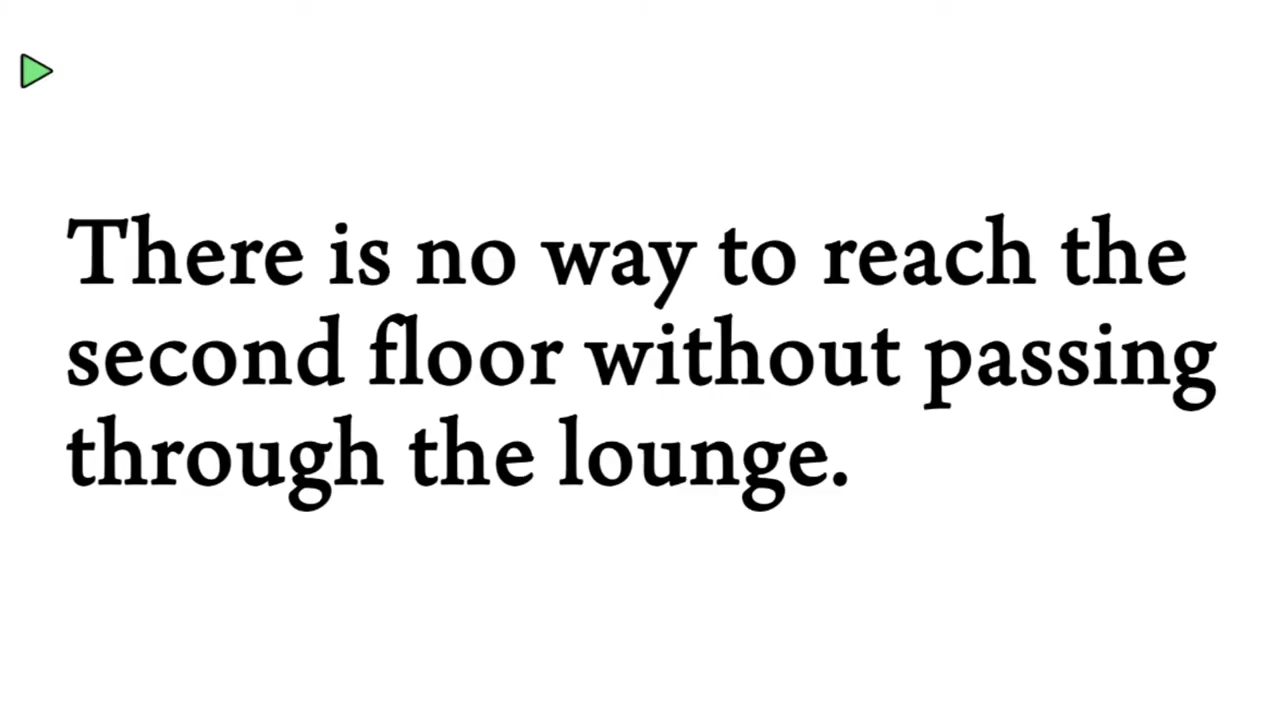 There is no way to reach the
second floor without passing
through the lounge.